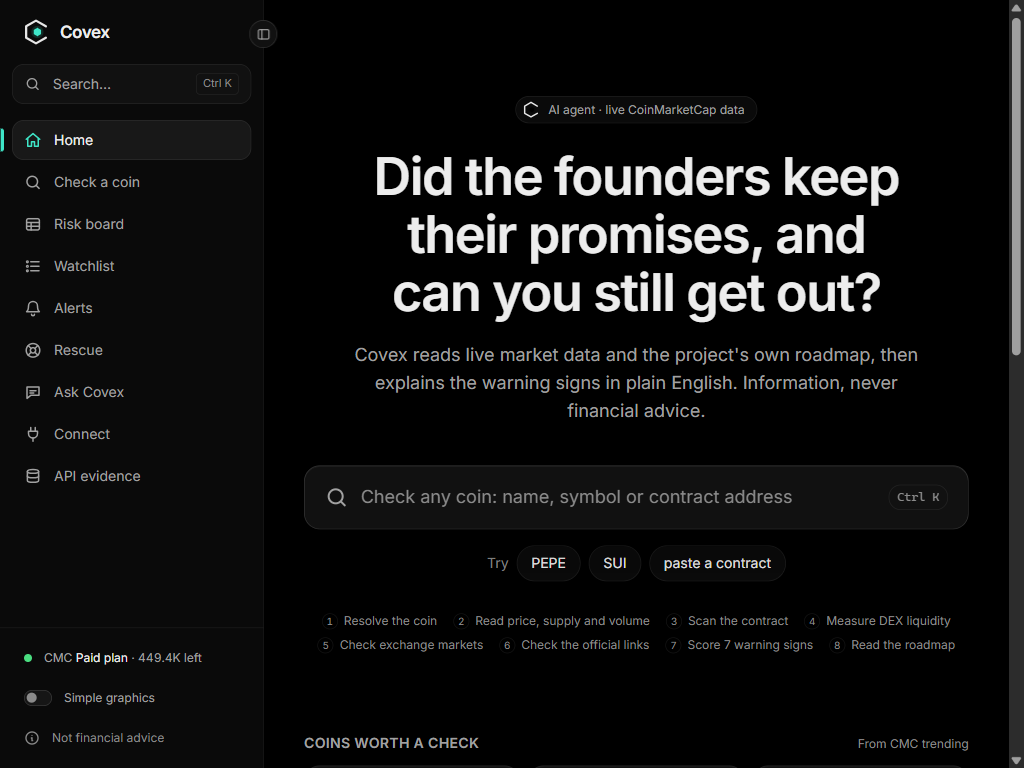 Covex
Search...
Ctrl K
Home
Check a coin
Risk board
Watchlist
Alerts
Rescue
Ask Covex
Connect
API evidence
CMC Paid plan · 449.4K left
Simple graphics
Not financial advice
AI agent · live CoinMarketCap data
Did the founders keep
their promises, and
can you still get out?
Covex reads live market data and the project's own roadmap, then
explains the warning signs in plain English. Information, never
financial advice.
Check any coin: name, symbol or contract address
Ctrl K
Try PEPE SUI paste a contract
1 Resolve the coin 2 Read price, supply and volume 3 Scan the contract 4 Measure DEX liquidity
5 Check exchange markets 6 Check the official links 7 Score 7 warning signs 8 Read the roadmap
COINS WORTH A CHECK
From CMC trending